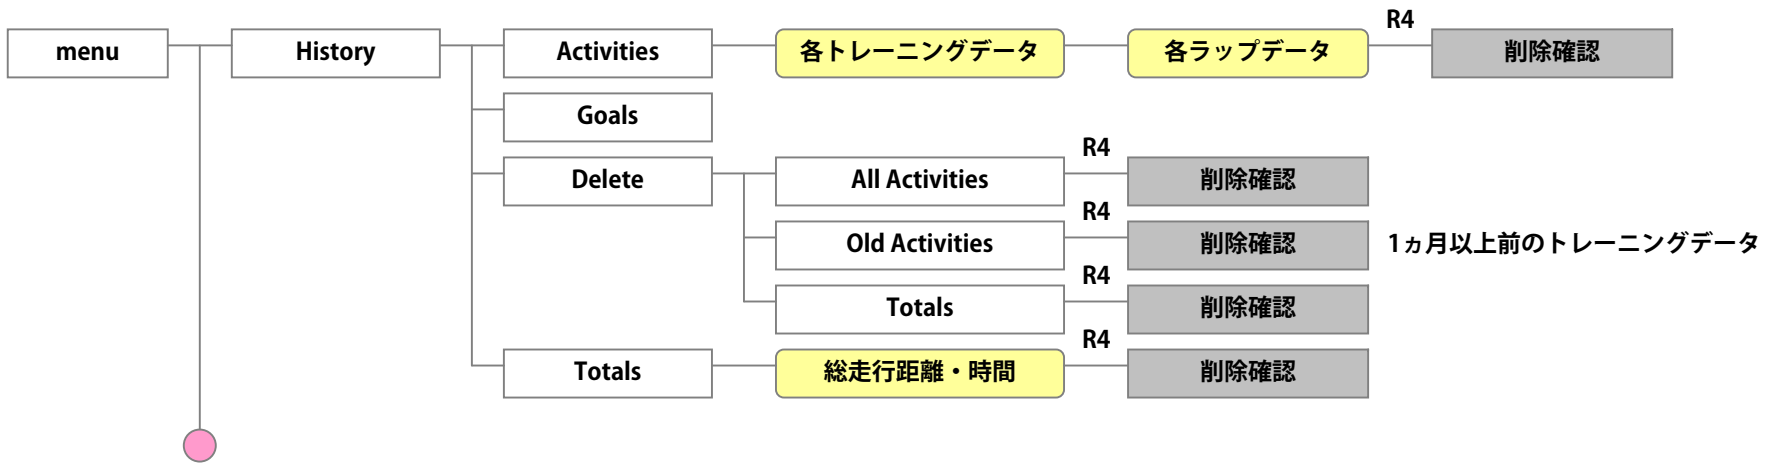 R4
menu
History
Activities
各トレーニングデータ
各ラップデータ
削除確認
Goals
R4
Delete
All Activities
削除確認
R4
Old Activities
削除確認
1ヵ月以上前のトレーニングデータ
R4
Totals
削除確認
R4
Totals
総走行距離・時間
削除確認